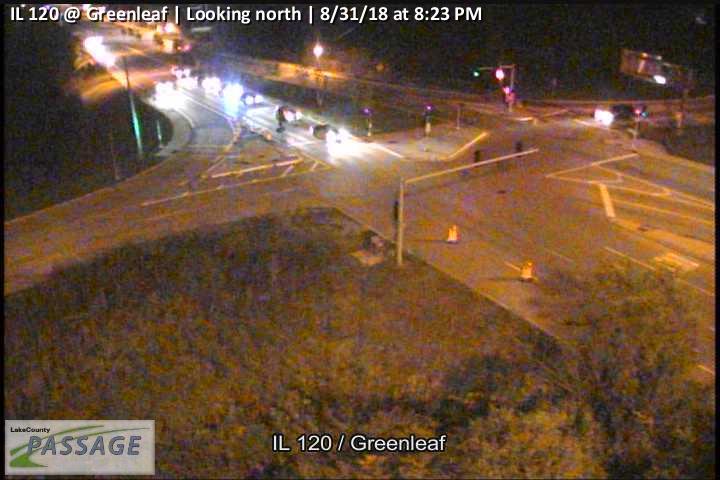 IL 120 @ Greenleaf | Looking north | 8/31/18 at 8:23 PM
LakeCounty
PASSAGE
IL 120 / Greenleaf